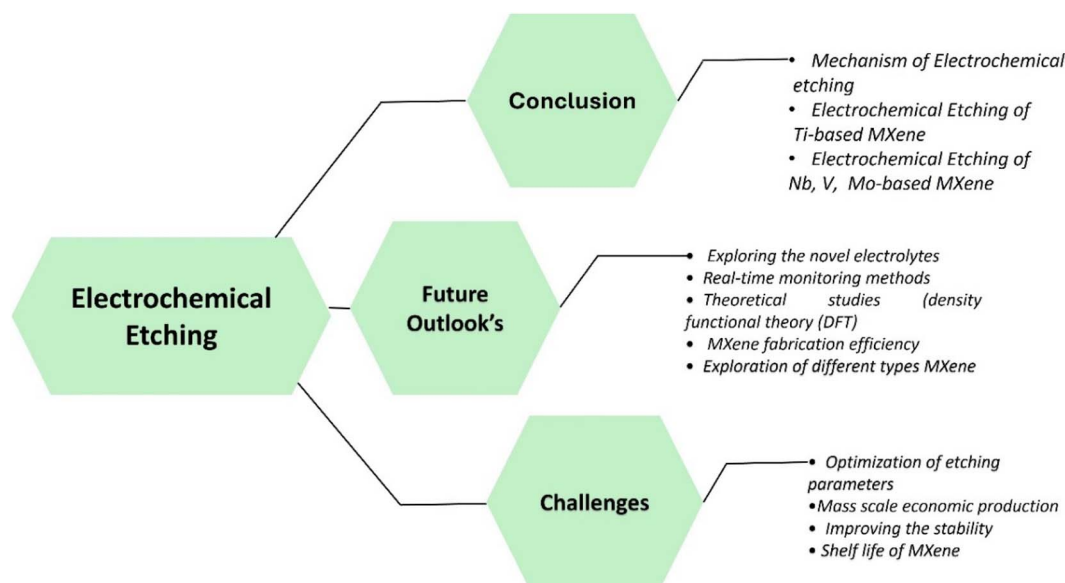 Conclusion
• Mechanism of Electrochemical
etching
• Electrochemical Etching of
Ti-based MXene
• Electrochemical Etching of
Nb, V, Mo-based MXene
Electrochemical
Etching
Future
Outlook’s
• Exploring the novel electrolytes
• Real-time monitoring methods
• Theoretical studies (density
functional theory (DFT)
• MXene fabrication efficiency
• Exploration of different types MXene
Challenges
• Optimization of etching
parameters
•Mass scale economic production
• Improving the stability
• Shelf life of MXene